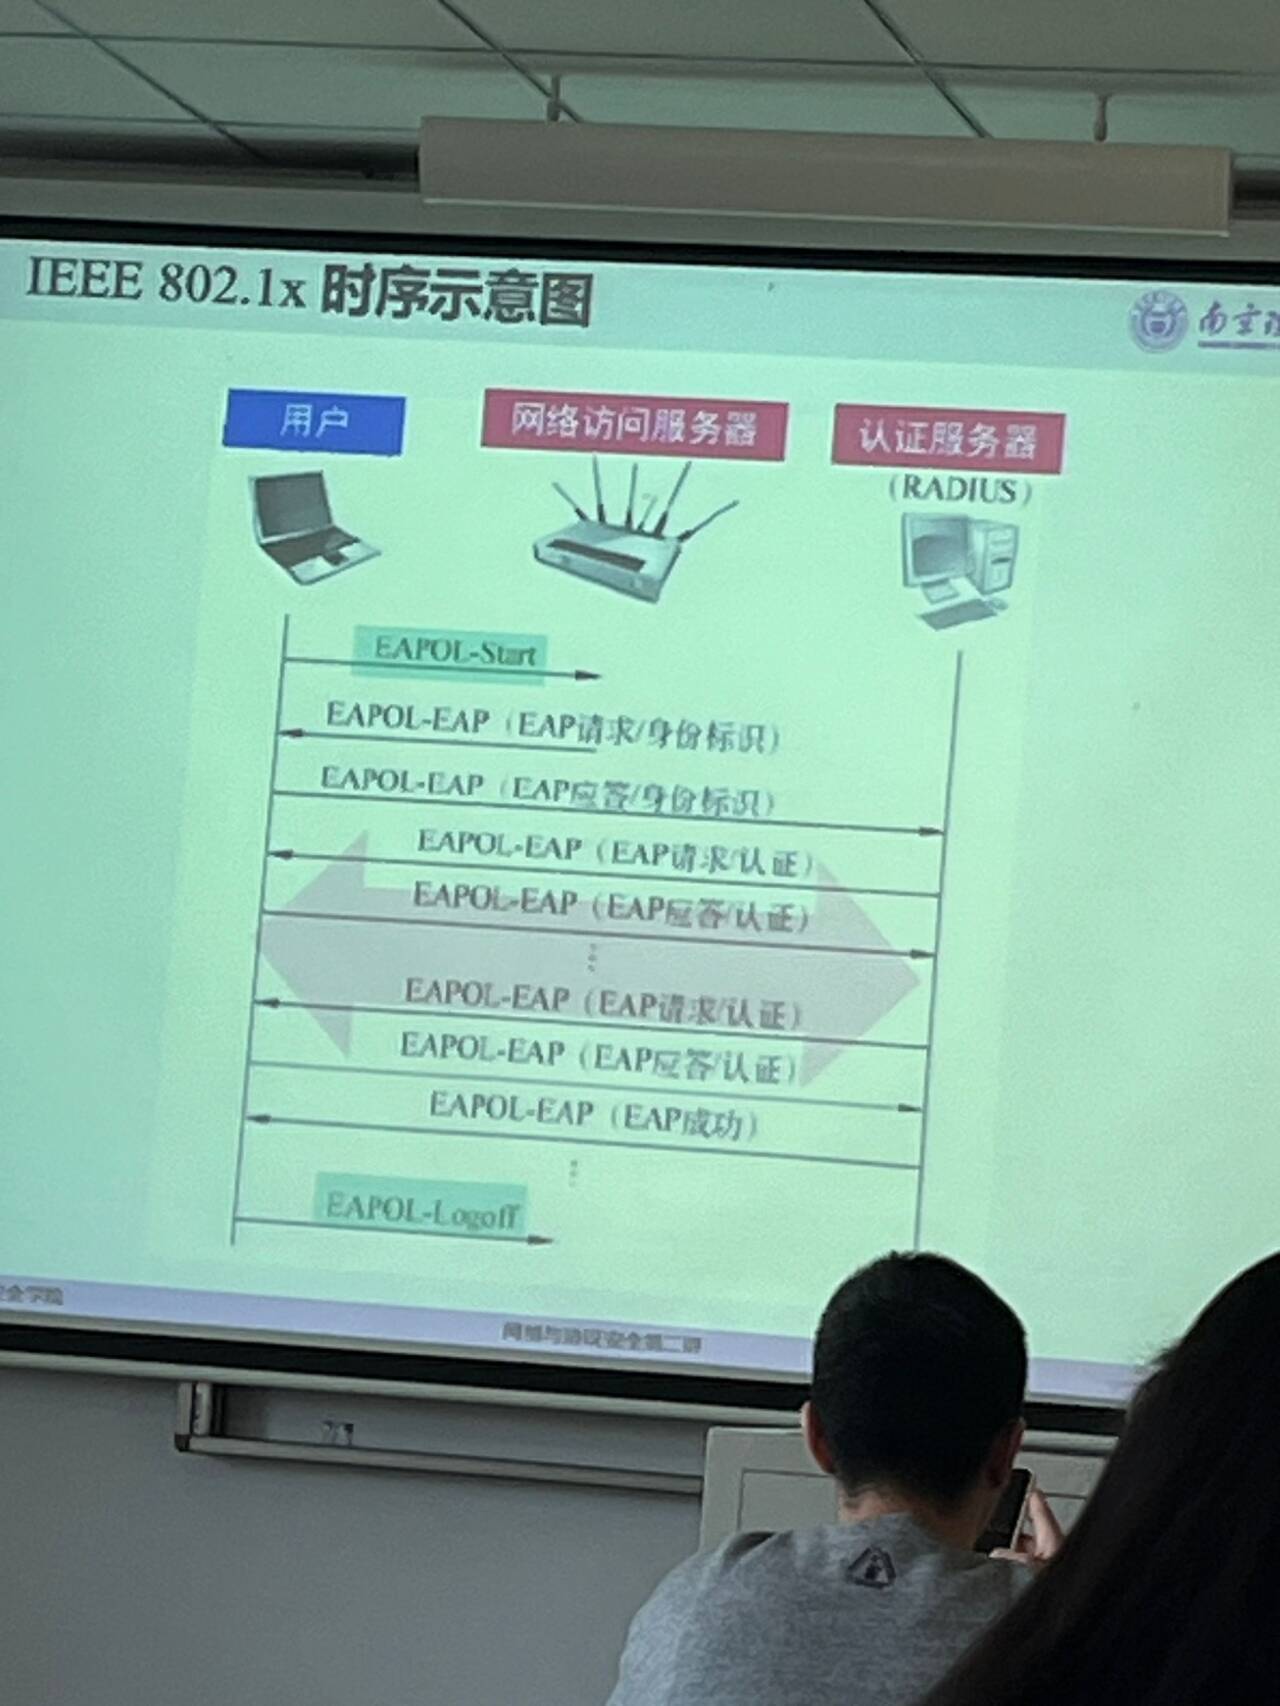 IEEE 802.1x 时序示意图
南京
用户
网络访问服务器
认证服务器
（RADIUS）
EAPOL-Start
EAPOL-EAP（EAP请求/身份标识）
EAPOL-EAP（EAP应答/身份标识）
EAPOL-EAP（EAP请求/认证）
EAPOL-EAP（EAP应答/认证）
EAPOL-EAP（EAP请求/认证）
EAPOL-EAP（EAP应答/认证）
EAPOL-EAP（EAP成功）
EAPOL-Logoff
安全学院
网络与协议安全第二讲